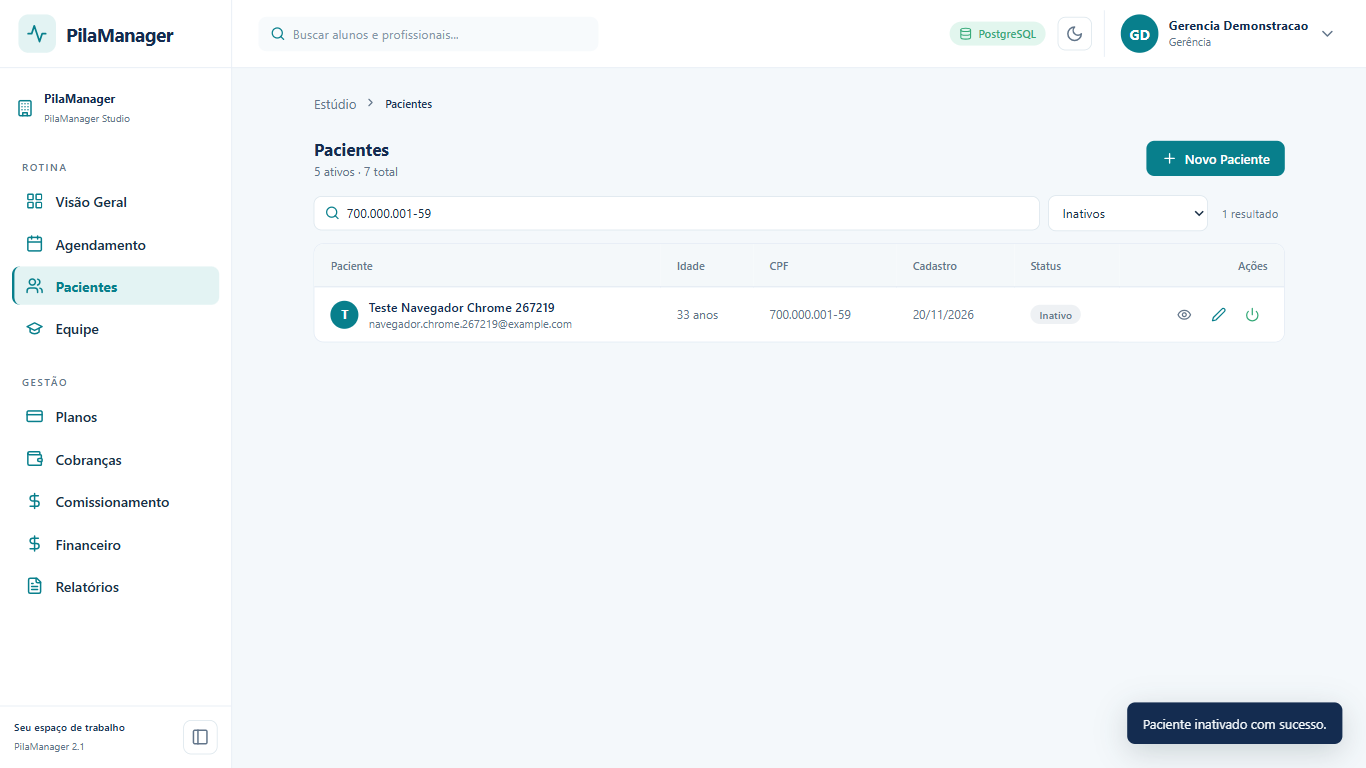 PilaManager
Buscar alunos e profissionais...
PostgreSQL
GD
Gerencia Demonstracao
Gerência
PilaManager
PilaManager Studio
ROTINA
Visão Geral
Agendamento
Pacientes
Equipe
GESTÃO
Planos
Cobranças
Comissionamento
Financeiro
Relatórios
Seu espaço de trabalho
PilaManager 2.1
Estúdio > Pacientes
Pacientes
5 ativos · 7 total
+ Novo Paciente
700.000.001-59
Inativos
1 resultado
Paciente Idade CPF Cadastro Status Ações
T Teste Navegador Chrome 267219 33 anos 700.000.001-59 20/11/2026 Inativo
navegador.chrome.267219@example.com
Paciente inativado com sucesso.